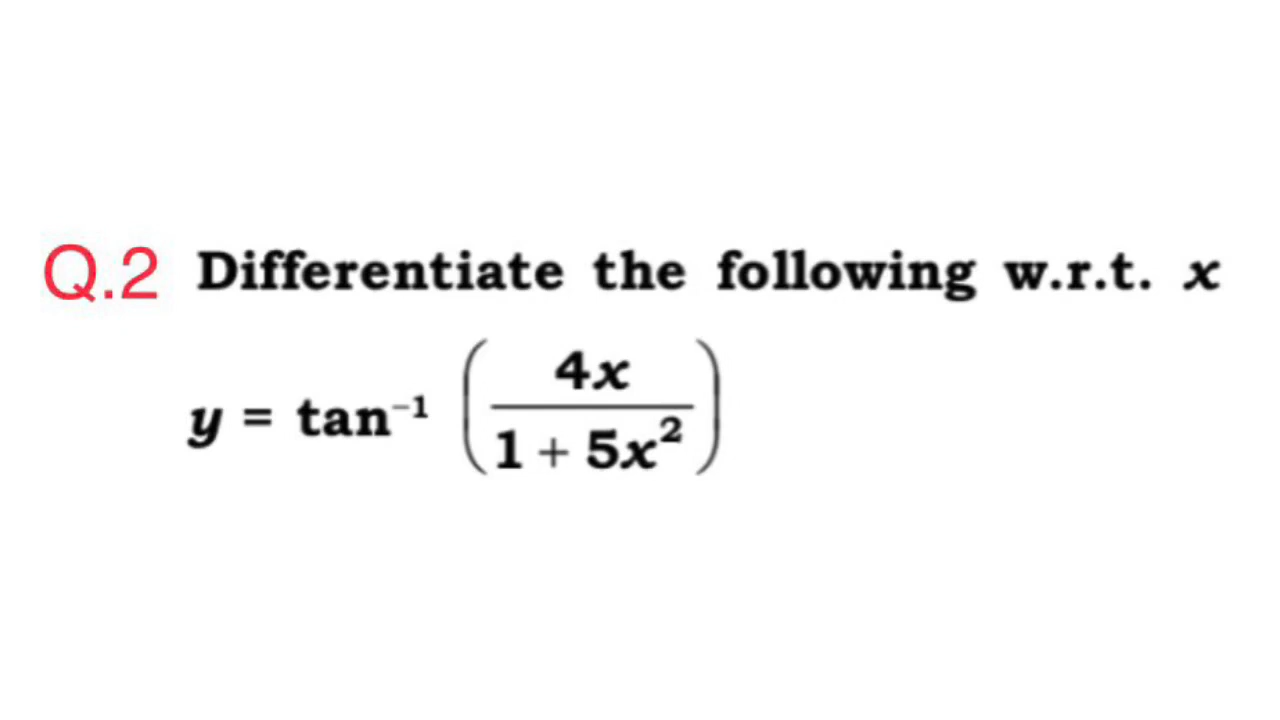 Q.2 Differentiate the following w.r.t. x
y = tan⁻¹ (4x / 1 + 5x²)